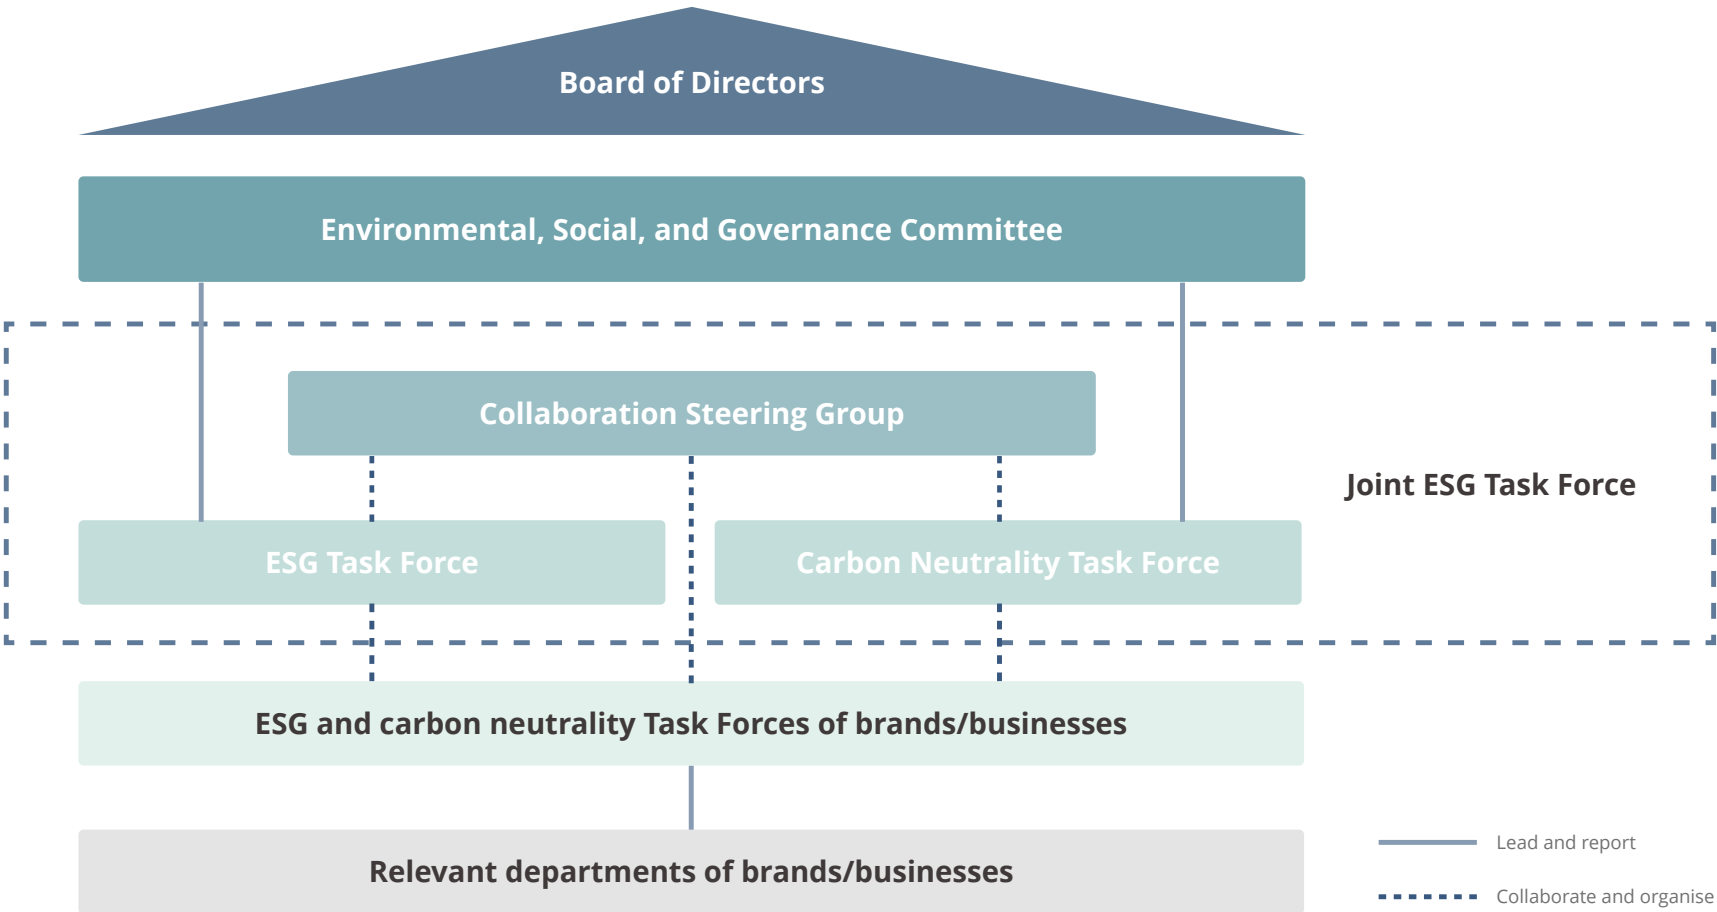 Board of Directors
Environmental, Social, and Governance Committee
Collaboration Steering Group
Joint ESG Task Force
ESG Task Force
Carbon Neutrality Task Force
ESG and carbon neutrality Task Forces of brands/businesses
Relevant departments of brands/businesses
Lead and report
Collaborate and organise